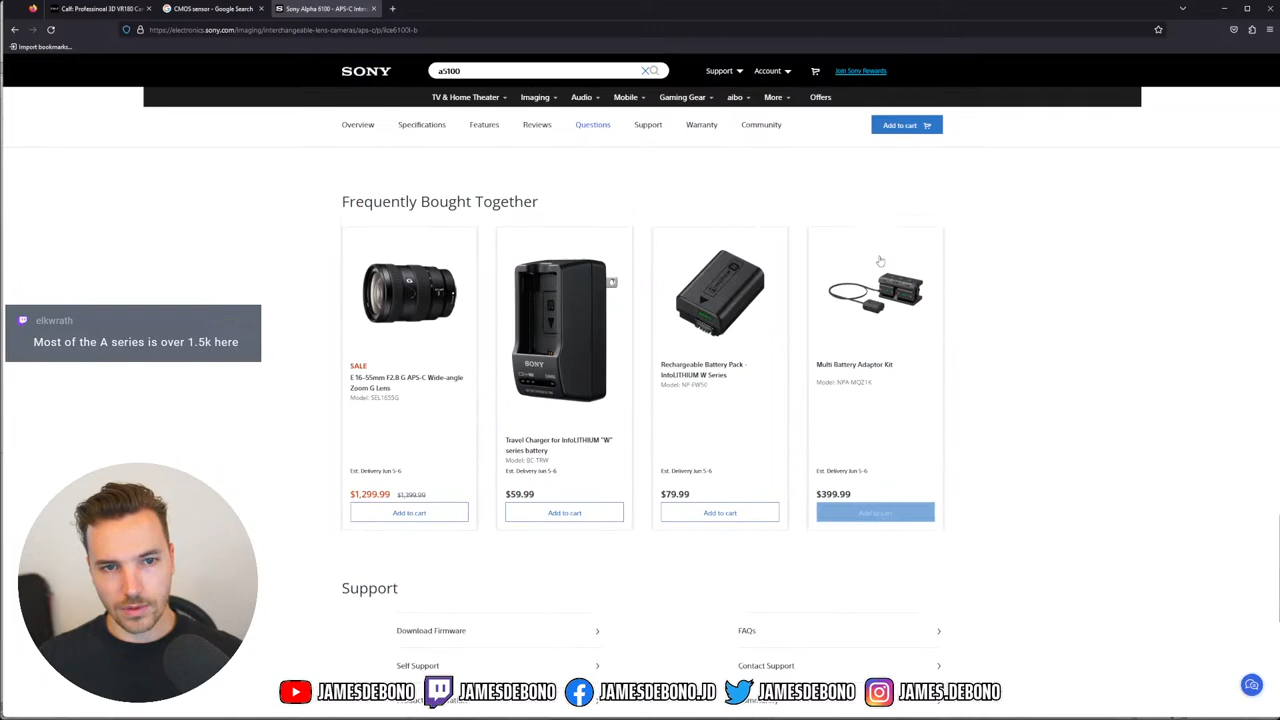 Calf: Professinoal 3D VR180 Can
CMOS sensor - Google Search
Sony Alpha 6100 - APS-C Inter
https://electronics.sony.com/imaging/interchangeable-lens-cameras/aps-c/p/ilce6100l-b
Import bookmarks...
SONY
a5100
Support
Account
Join Sony Rewards
TV & Home Theater
Imaging
Audio
Mobile
Gaming Gear
aibo
More
Offers
Overview
Specifications
Features
Reviews
Questions
Support
Warranty
Community
Add to cart
Frequently Bought Together
elkwrath
Most of the A series is over 1.5k here
SALE
E 16-55mm F2.8 G APS-C Wide-angle
Zoom G Lens
Model: SEL1655G
Est. Delivery Jun 5-6
$1,299.99 $1,399.99
Add to cart
SONY
Travel Charger for InfoLITHIUM "W"
series battery
Model: BC-TRW
Est. Delivery Jun 5-6
$59.99
Add to cart
Rechargeable Battery Pack -
InfoLITHIUM W Series
Model: NP-FW50
Est. Delivery Jun 5-6
$79.99
Add to cart
Multi Battery Adaptor Kit
Model: NPA-MQZ1K
Est. Delivery Jun 5-6
$399.99
Add to cart
Support
Download Firmware
FAQs
Self Support
Contact Support
JAMESDEBONO
JAMESDEBONO
JAMESDEBONO.JD
JAMESDEBONO
JAMES.DEBONO